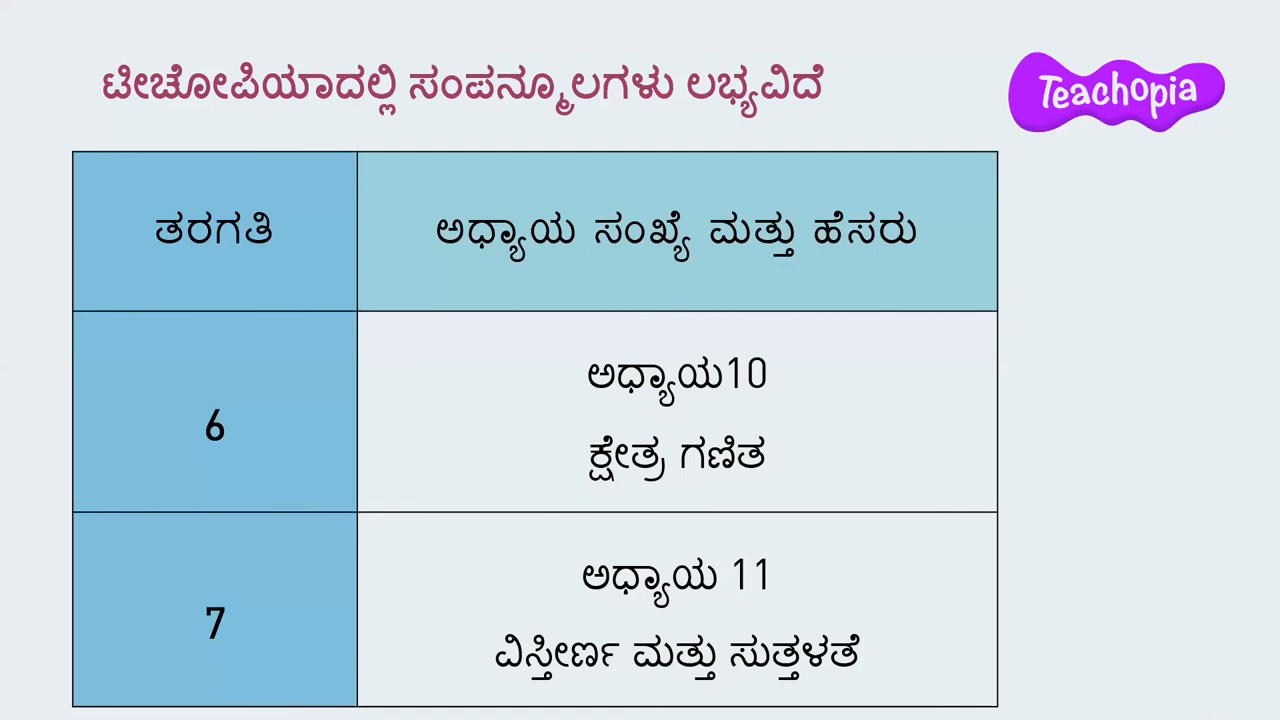 ಟೀಚೋಪಿಯಾದಲ್ಲಿ ಸಂಪನ್ಮೂಲಗಳು ಲಭ್ಯವಿದೆ
Teachopia
ತರಗತಿ
ಅಧ್ಯಾಯ ಸಂಖ್ಯೆ ಮತ್ತು ಹೆಸರು
6
ಅಧ್ಯಾಯ10
ಕ್ಷೇತ್ರ ಗಣಿತ
7
ಅಧ್ಯಾಯ 11
ವಿಸ್ತೀರ್ಣ ಮತ್ತು ಸುತ್ತಳತೆ